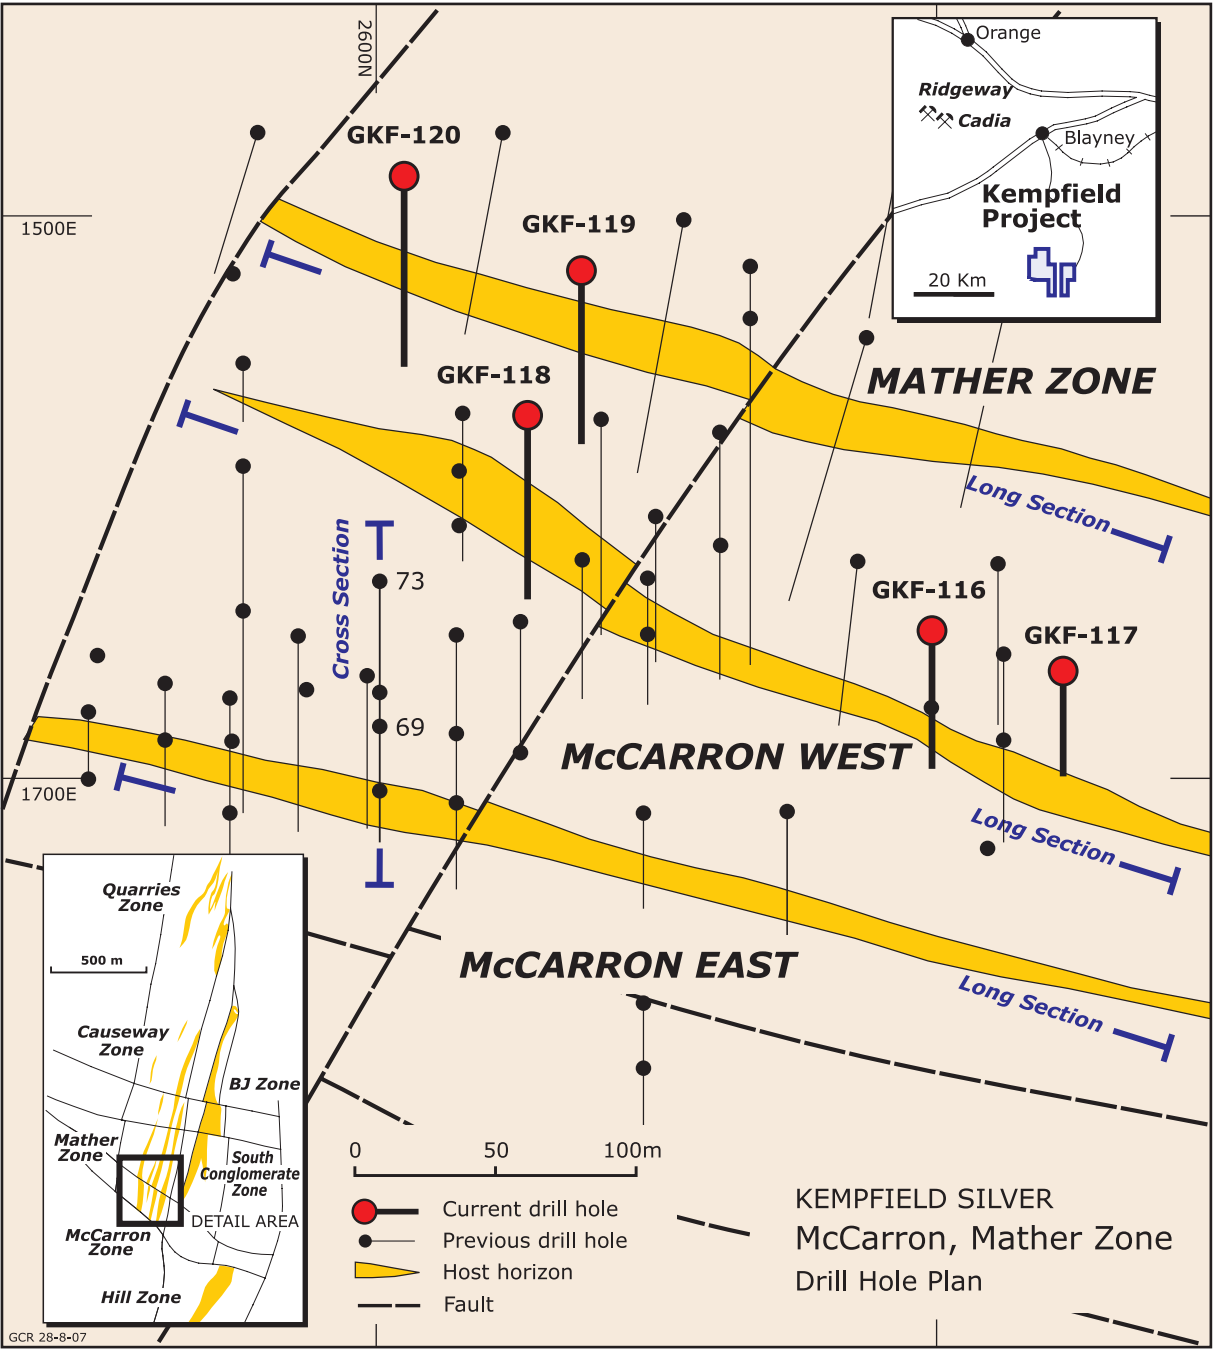 2600N
GKF-120
GKF-119
GKF-118
1500E
Orange
Ridgeway
Cadia
Blayney
Kempfield
Project
20 Km
MATHER ZONE
Long Section
Cross Section
73
69
GKF-116
GKF-117
McCARRON WEST
1700E
Long Section
McCARRON EAST
Long Section
Quarries
Zone
500 m
Causeway
Zone
BJ Zone
Mather
Zone
South
Conglomerate
Zone
DETAIL AREA
McCarron
Zone
Hill Zone
GCR 28-8-07
0 50 100m
Current drill hole
Previous drill hole
Host horizon
Fault
KEMPFIELD SILVER
McCarron, Mather Zone
Drill Hole Plan